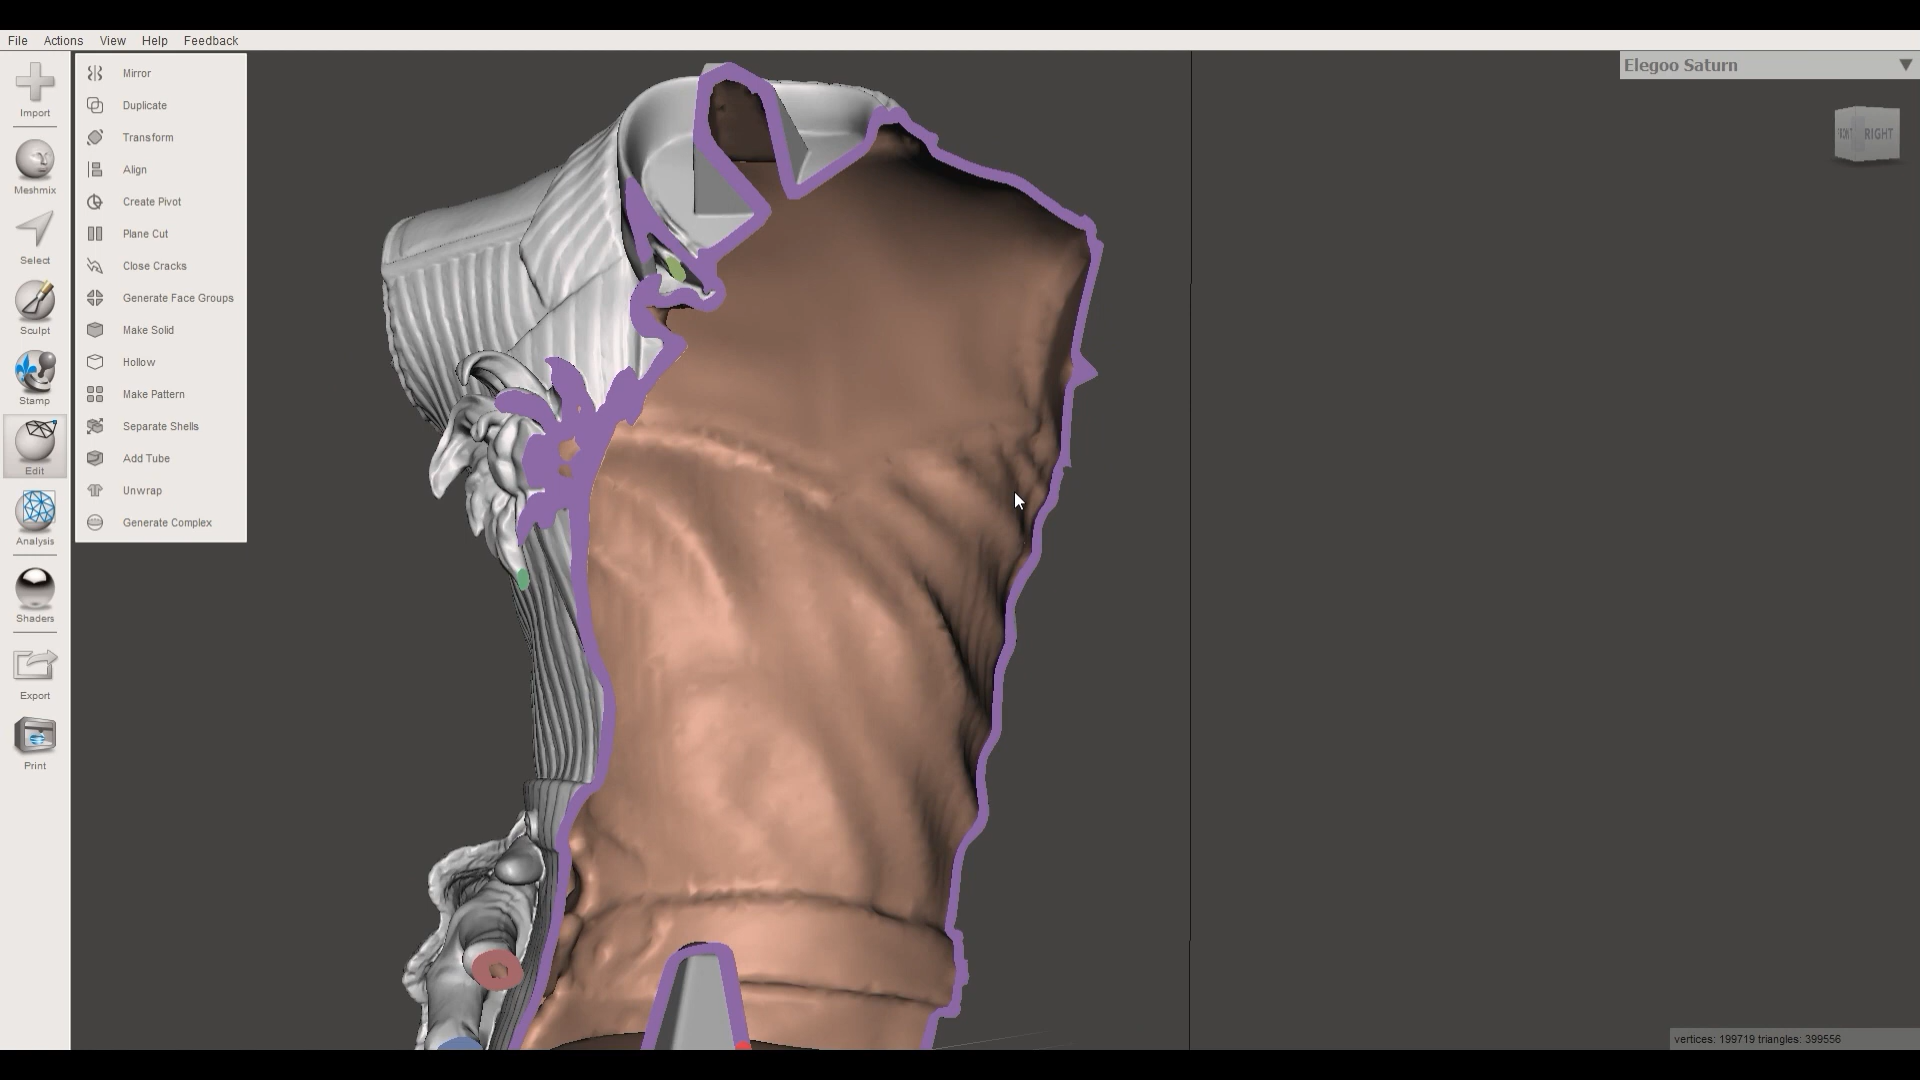 File Actions View Help Feedback
Import
Meshmix
Select
Sculpt
Stamp
Edit
Analysis
Shaders
Export
Print
Mirror
Duplicate
Transform
Align
Create Pivot
Plane Cut
Close Cracks
Generate Face Groups
Make Solid
Hollow
Make Pattern
Separate Shells
Add Tube
Unwrap
Generate Complex
Elegoo Saturn
FRONT RIGHT
vertices: 199719 triangles: 399556